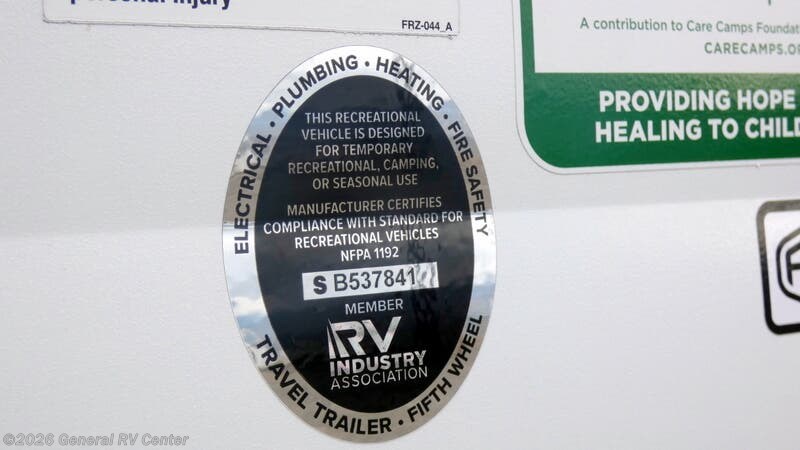 personal injury
FRZ-044_A
A contribution to Care Camps
CARECAMPS.OR
PROVIDING HOPE
HEALING TO
ELECTRICAL • PLUMBING • HEATING • FIRE SAFETY
THIS RECREATIONAL
VEHICLE IS DESIGNED
FOR TEMPORARY
RECREATIONAL, CAMPING,
OR SEASONAL USE
MANUFACTURER CERTIFIES
COMPLIANCE WITH STANDARD FOR
RECREATIONAL VEHICLES
NFPA 1192
S B537841
MEMBER
RV
INDUSTRY
ASSOCIATION
TRAVEL TRAILER • FIFTH WHEEL
©2026 General RV Center